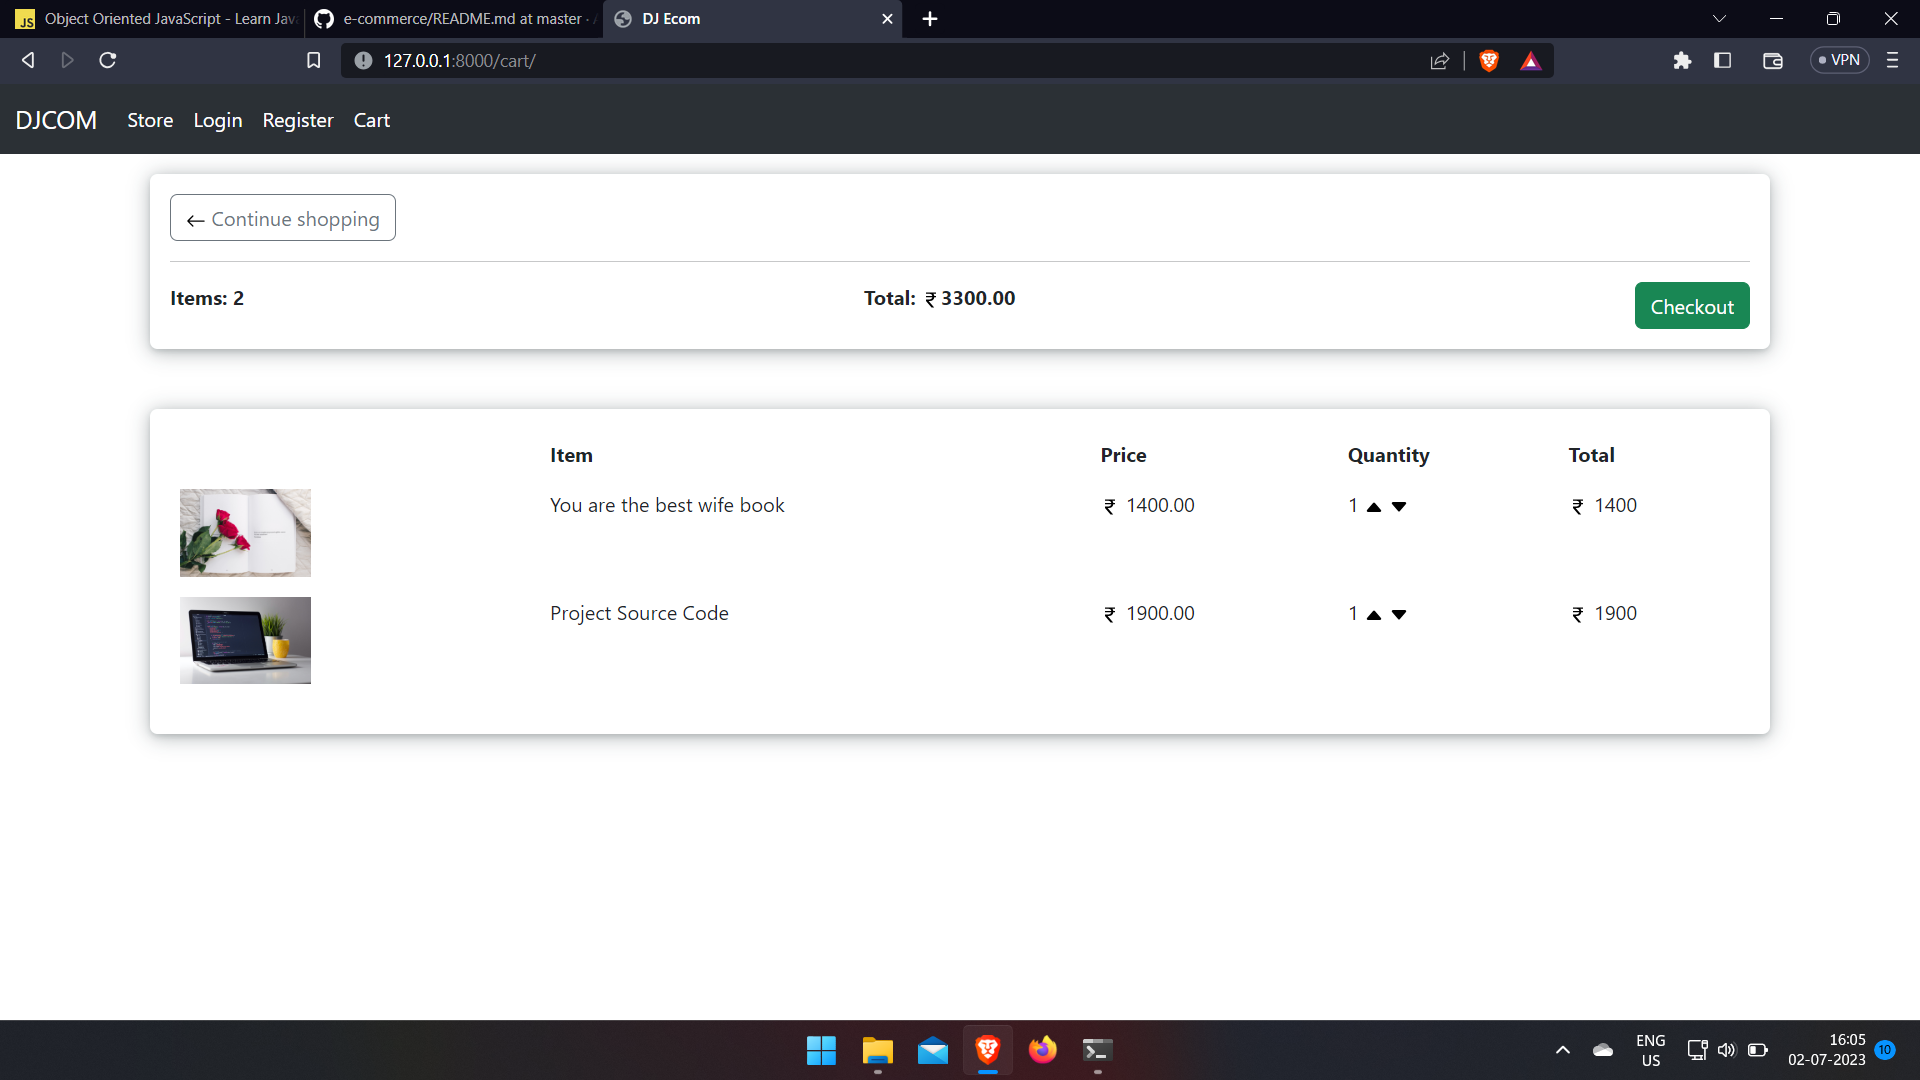 JS Object Oriented JavaScript - Learn Jav
e-commerce/README.md at master ·
DJ Ecom
127.0.0.1:8000/cart/
VPN
DJCOM Store Login Register Cart
← Continue shopping
Items: 2 Total: ₹ 3300.00 Checkout
Item Price Quantity Total
You are the best wife book ₹ 1400.00 1 ₹ 1400
Project Source Code ₹ 1900.00 1 ₹ 1900
ENG
US
16:05
02-07-2023
10